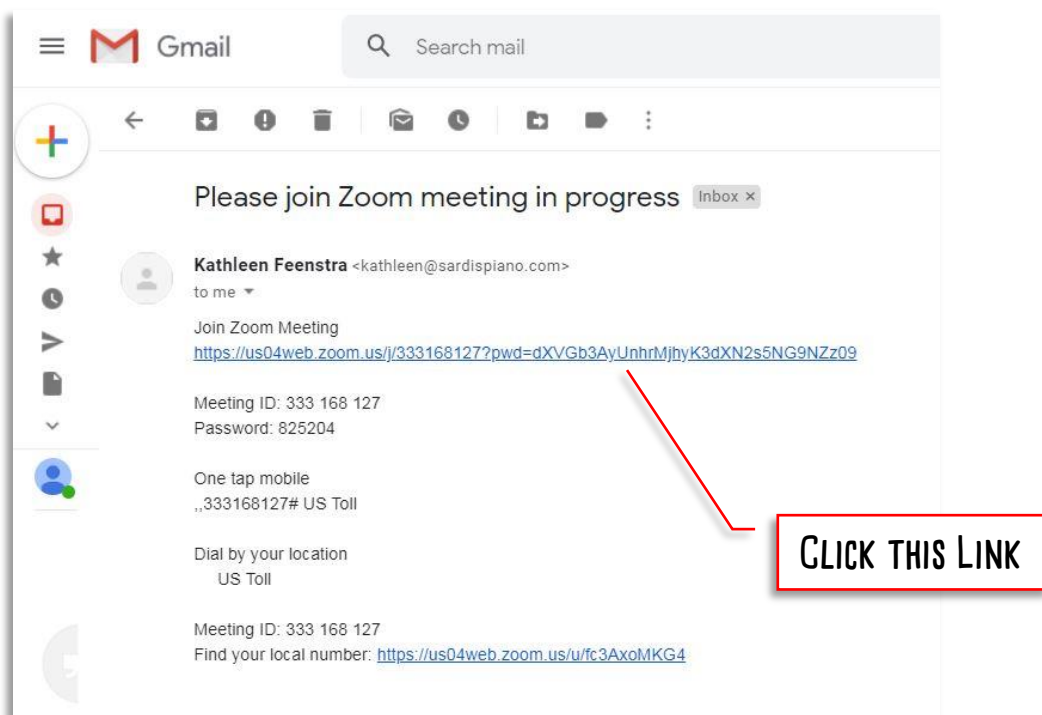 Gmail
Search mail
Please join Zoom meeting in progress Inbox ×
Kathleen Feenstra <kathleen@sardispiano.com>
to me
Join Zoom Meeting
https://us04web.zoom.us/j/333168127?pwd=dXVGb3AyUnhrMjhyK3dXN2s5NG9NZz09
Meeting ID: 333 168 127
Password: 825204
One tap mobile
,,333168127# US Toll
Dial by your location
US Toll
CLICK THIS LINK
Meeting ID: 333 168 127
Find your local number: https://us04web.zoom.us/u/fc3AxoMKG4